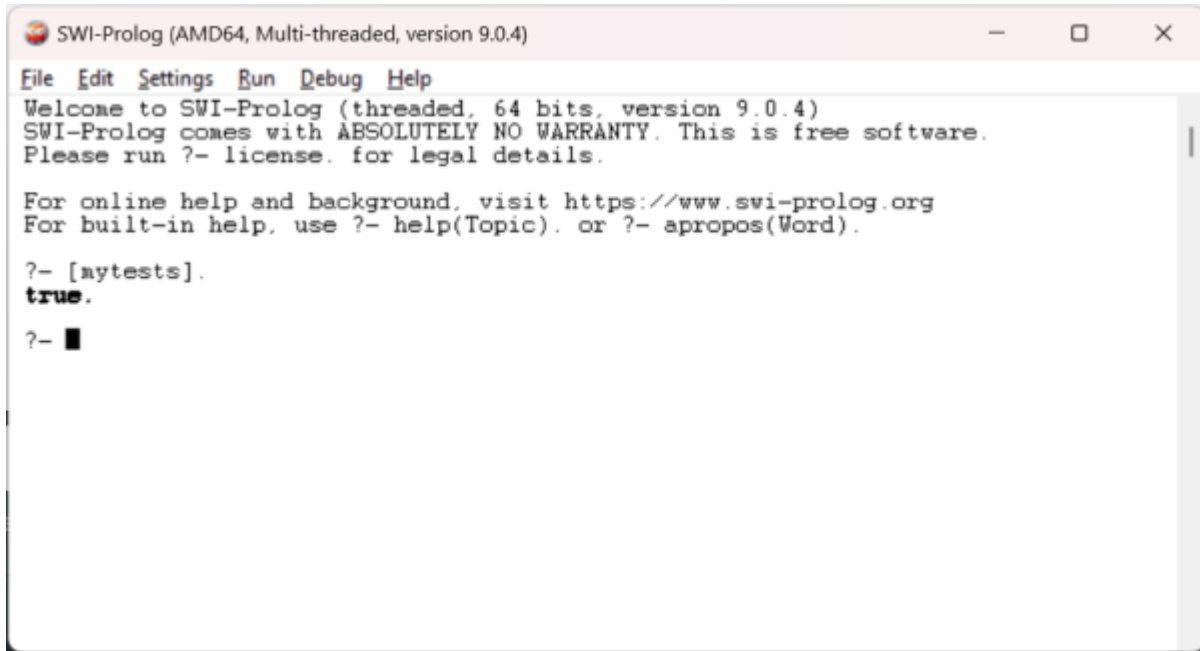 SWI-Prolog (AMD64, Multi-threaded, version 9.0.4)
File Edit Settings Run Debug Help
Welcome to SWI-Prolog (threaded, 64 bits, version 9.0.4)
SWI-Prolog comes with ABSOLUTELY NO WARRANTY. This is free software.
Please run ?- license. for legal details.
For online help and background, visit https://www.swi-prolog.org
For built-in help, use ?- help(Topic). or ?- apropos(Word).
?- [mytests].
true.
?-